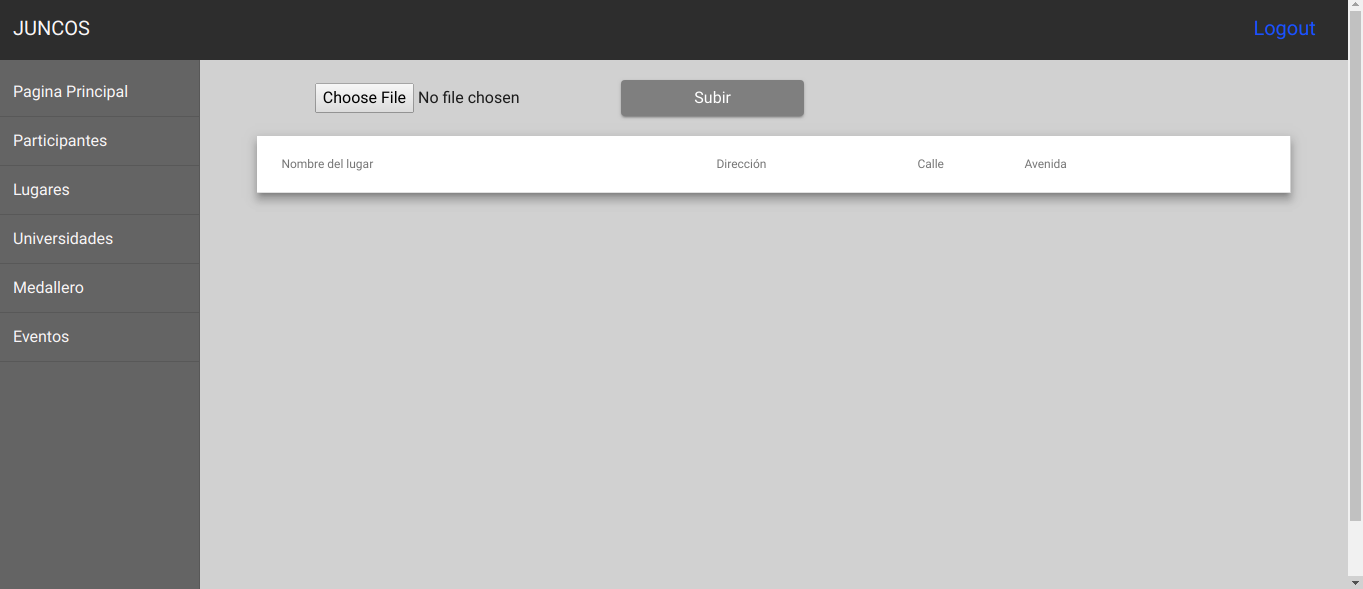 JUNCOS Logout
Pagina Principal
Participantes
Lugares
Universidades
Medallero
Eventos
Choose File No file chosen Subir
Nombre del lugar Dirección Calle Avenida